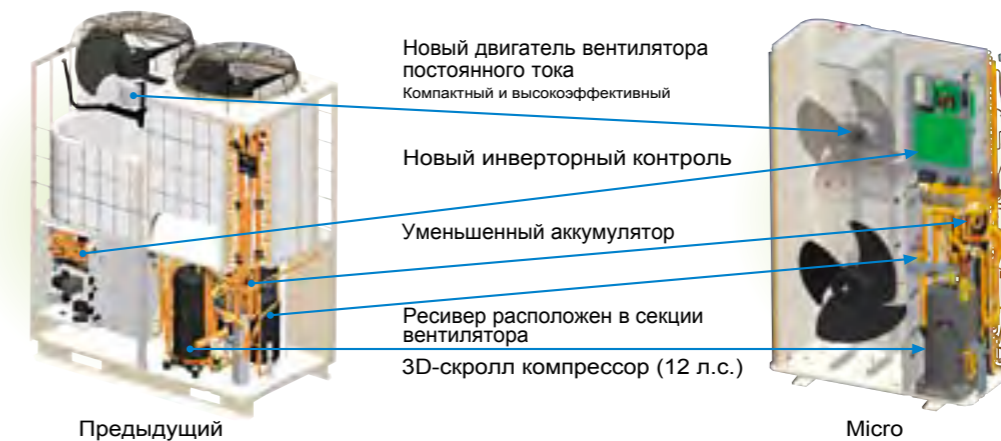 Новый двигатель вентилятора
постоянного тока
Компактный и высокоэффективный
Новый инверторный контроль
Уменьшенный аккумулятор
Ресивер расположен в секции
вентилятора
3D-скролл компрессор (12 л.с.)
Предыдущий
Micro